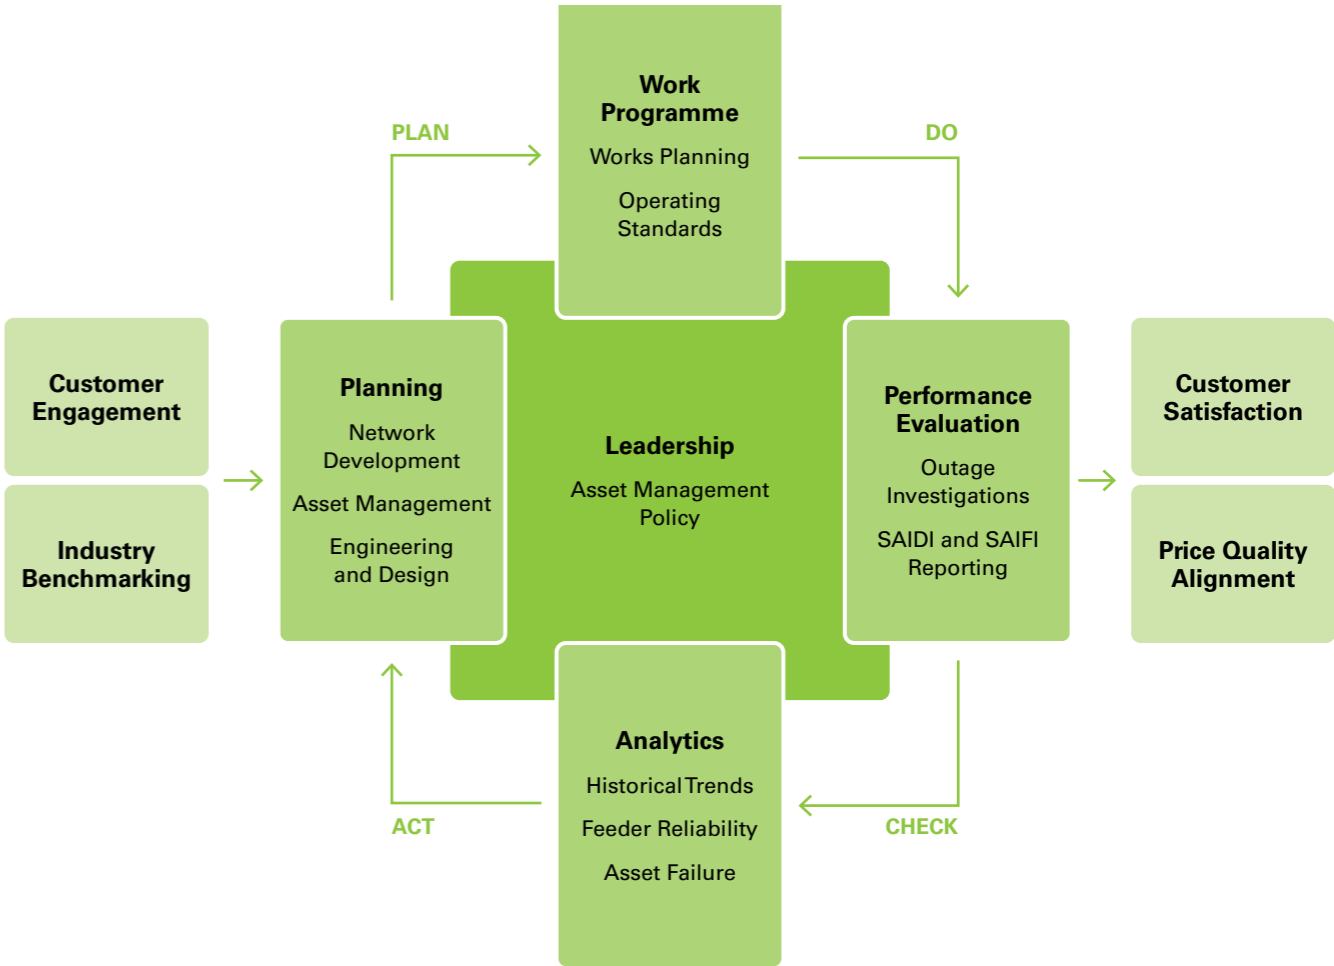 Work
Programme
Works Planning
Operating
Standards
PLAN
DO
Customer
Engagement
Industry
Benchmarking
Planning
Network
Development
Asset Management
Engineering
and Design
Leadership
Asset Management
Policy
Performance
Evaluation
Outage
Investigations
SAIDI and SAIFI
Reporting
Customer
Satisfaction
Price Quality
Alignment
Analytics
Historical Trends
Feeder Reliability
Asset Failure
ACT
CHECK